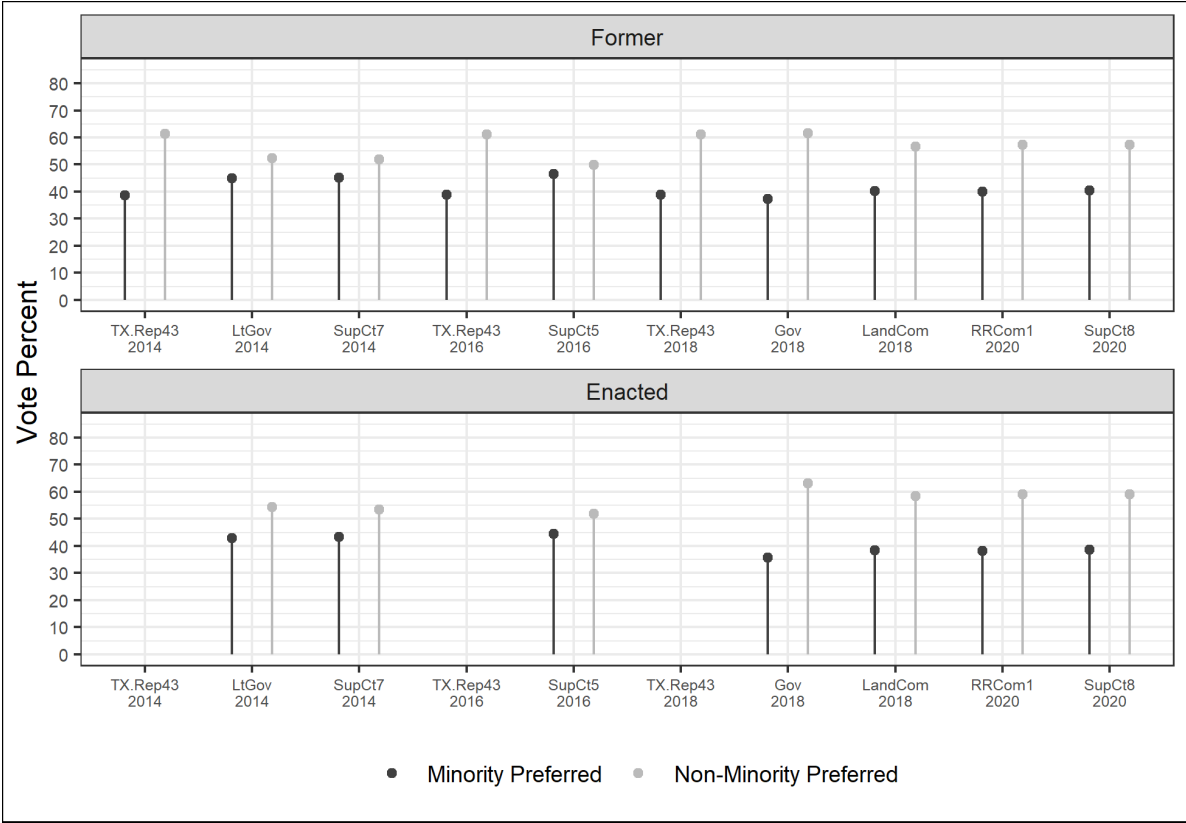 Former
Vote Percent
80
70
60
50
40
30
20
10
0
TX.Rep43 LtGov SupCt7 TX.Rep43 SupCt5 TX.Rep43 Gov LandCom RRCom1 SupCt8
2014 2014 2014 2016 2016 2018 2018 2018 2020 2020
Enacted
80
70
60
50
40
30
20
10
0
TX.Rep43 LtGov SupCt7 TX.Rep43 SupCt5 TX.Rep43 Gov LandCom RRCom1 SupCt8
2014 2014 2014 2016 2016 2018 2018 2018 2020 2020
Minority Preferred Non-Minority Preferred